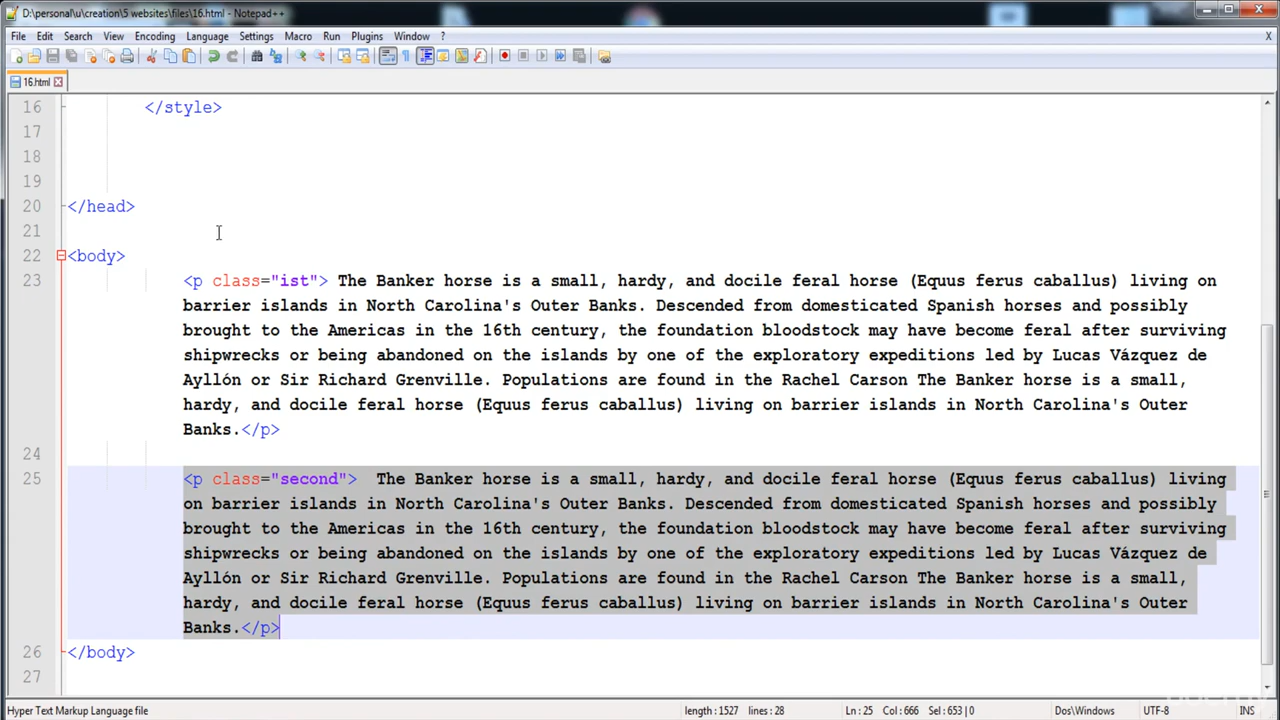 D:\personal\u\creation\5 websites\files\16.html - Notepad++
File Edit Search View Encoding Language Settings Macro Run Plugins Window ? X
16.html
16 </style>
17
18
19
20 </head>
21
22 <body>
23 <p class="ist"> The Banker horse is a small, hardy, and docile feral horse (Equus ferus caballus) living on
barrier islands in North Carolina's Outer Banks. Descended from domesticated Spanish horses and possibly
brought to the Americas in the 16th century, the foundation bloodstock may have become feral after surviving
shipwrecks or being abandoned on the islands by one of the exploratory expeditions led by Lucas Vázquez de
Ayllón or Sir Richard Grenville. Populations are found in the Rachel Carson The Banker horse is a small,
hardy, and docile feral horse (Equus ferus caballus) living on barrier islands in North Carolina's Outer
Banks.</p>
24
25 <p class="second">  The Banker horse is a small, hardy, and docile feral horse (Equus ferus caballus) living
on barrier islands in North Carolina's Outer Banks. Descended from domesticated Spanish horses and possibly
brought to the Americas in the 16th century, the foundation bloodstock may have become feral after surviving
shipwrecks or being abandoned on the islands by one of the exploratory expeditions led by Lucas Vázquez de
Ayllón or Sir Richard Grenville. Populations are found in the Rachel Carson The Banker horse is a small,
hardy, and docile feral horse (Equus ferus caballus) living on barrier islands in North Carolina's Outer
Banks.</p>
26 </body>
27
Hyper Text Markup Language file length : 1527 lines : 28 Ln : 25 Col : 666 Sel : 653 | 0 Dos\Windows UTF-8 INS